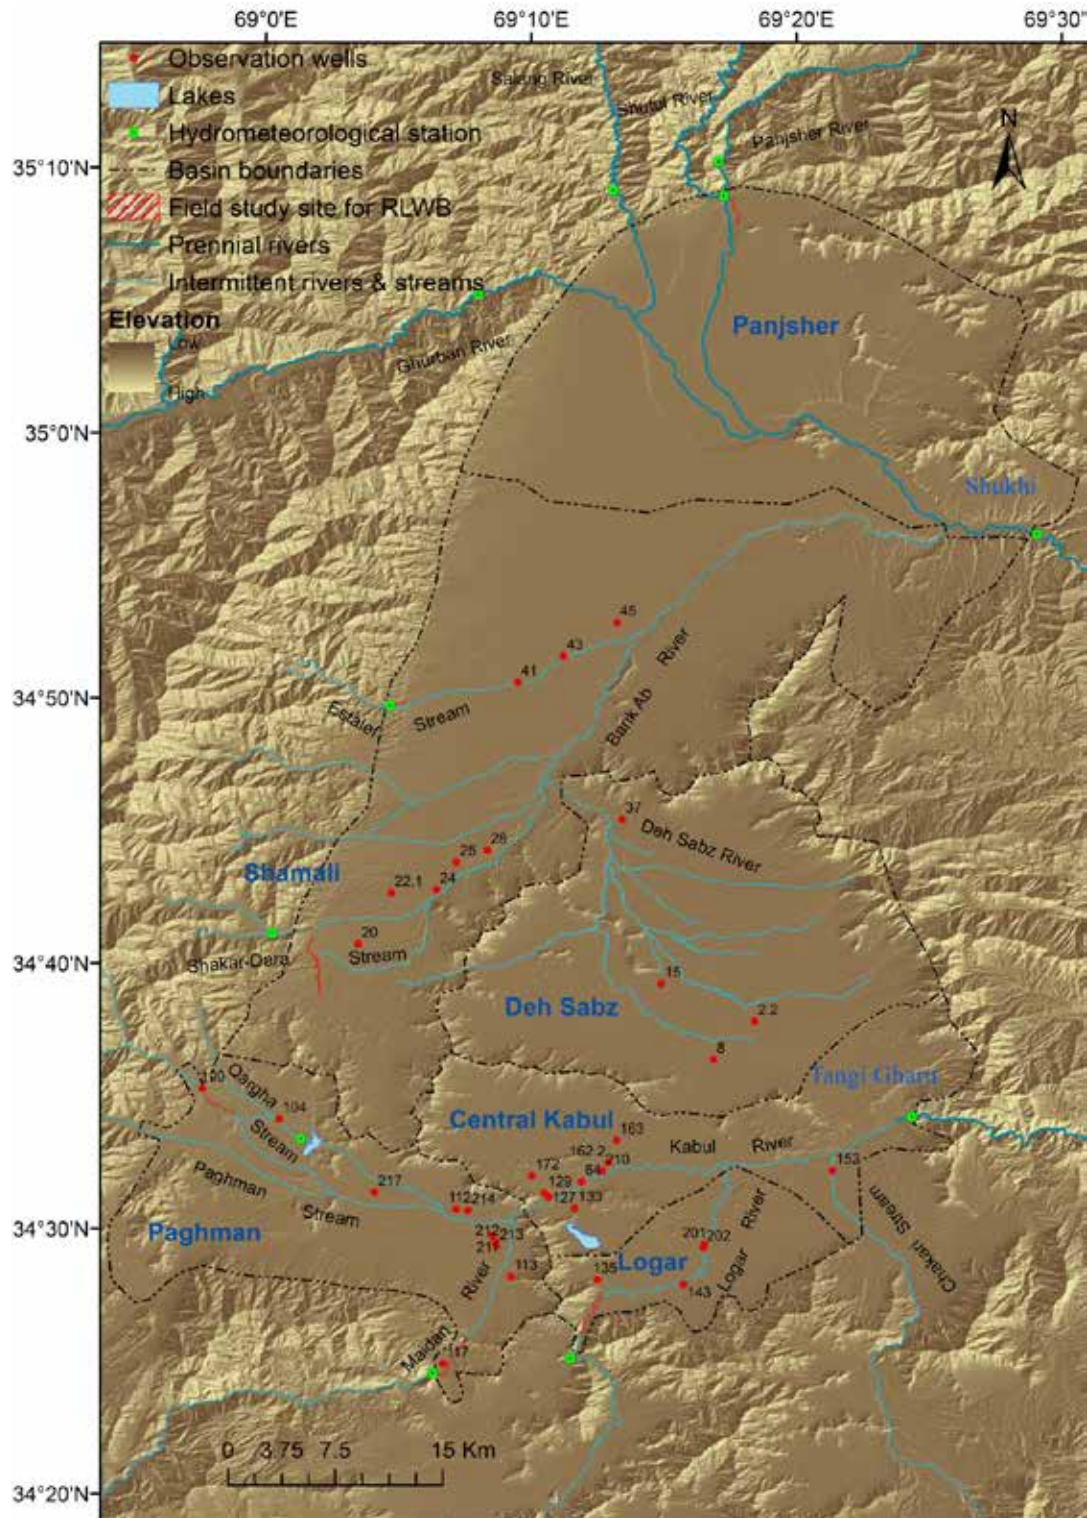 69°0'E
69°10'E
69°20'E
69°30'E
Observation wells
Lakes
Hydrometeorological station
Basin boundaries
Field study site for RLWB
Prennial rivers
Intermittent rivers & streams
Elevation
Low
High
Salang River
Shutul River
Panjsher River
N
35°10'N
Ghurban River
Panjsher
35°0'N
Shukhi
45
43
41
34°50'N
Estalef Stream
Barik Ab River
37
Deh Sabz River
28
25
Shamali
22.1
24
20
Shakar-Dera Stream
34°40'N
15
Deh Sabz
2.2
8
Tangi Gharu
Qargha Stream
104
Central Kabul
163
Kabul River
162.2
210
64
172
129
153
217
127
133
Paghman Stream
112
214
34°30'N
Paghman
212
213
211
201
202
Logar
Logar River
Chakari Stream
135
113
143
River
Maidan
117
0 3.75 7.5 15 Km
34°20'N